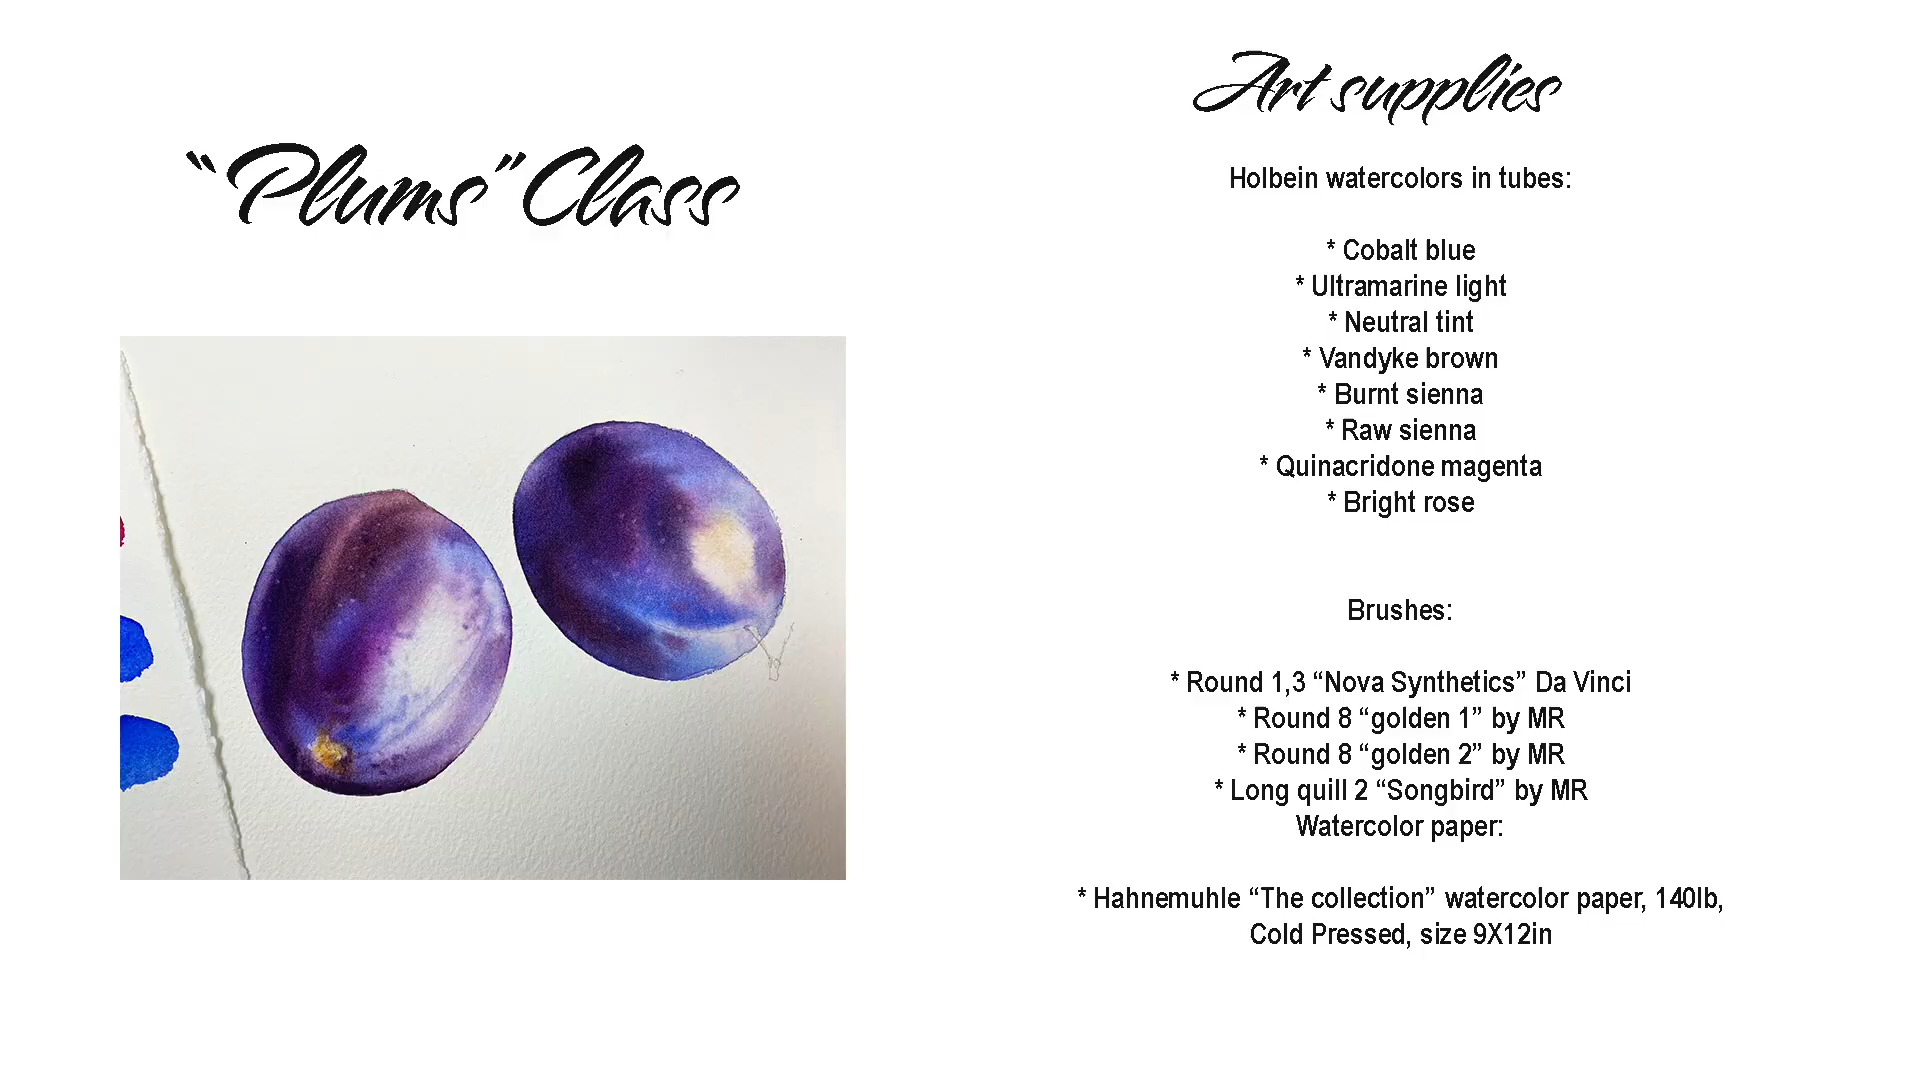 “Plums” Class
Art supplies
Holbein watercolors in tubes:
* Cobalt blue
* Ultramarine light
* Neutral tint
* Vandyke brown
* Burnt sienna
* Raw sienna
* Quinacridone magenta
* Bright rose
Brushes:
* Round 1,3 “Nova Synthetics” Da Vinci
* Round 8 “golden 1” by MR
* Round 8 “golden 2” by MR
* Long quill 2 “Songbird” by MR
Watercolor paper:
* Hahnemuhle “The collection” watercolor paper, 140lb,
Cold Pressed, size 9X12in